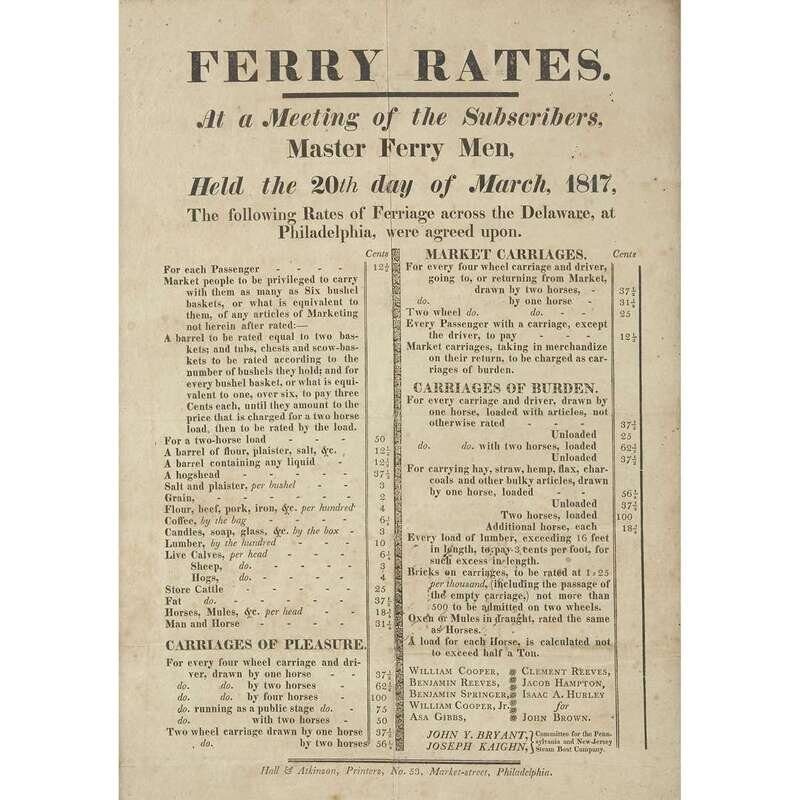 FERRY RATES.
At a Meeting of the Subscribers,
Master Ferry Men,
Held the 20th day of March, 1817,
The following Rates of Ferriage across the Delaware, at
Philadelphia, were agreed upon.
Cents
For each Passenger - - - - 12½
Market people to be privileged to carry
with them as many as Six bushel
baskets, or what is equivalent to
them, of any articles of Marketing
not herein after rated:—
A barrel to be rated equal to two bas-
kets; and tubs, chests and scow-bas-
kets to be rated according to the
number of bushels they hold; and for
every bushel basket, or what is equi-
valent to one, over six, to pay three
Cents each, until they amount to the
price that is charged for a two horse
load, then to be rated by the load.
For a two-horse load - - - 50
A barrel of flour, plaister, salt, &c. 12½
A barrel containing any liquid - 12½
A hogshead - - - - - 37½
Salt and plaister, per bushel - - 3
Grain, - - - - - - 2
Flour, beef, pork, iron, &c. per hundred 4
Coffee, by the bag - - - - 6¼
Candles, soap, glass, &c. by the box - 3
Lumber, by the hundred - - - 10
Live Calves, per head - - - 6¼
Sheep, do. - - - - 3
Hogs, do. - - - - 4
Store Cattle - - - - - 25
Fat do. - - - - - 37½
Horses, Mules, &c. per head - - 18¾
Man and Horse - - - - 31¼
CARRIAGES OF PLEASURE.
For every four wheel carriage and dri-
ver, drawn by one horse - - 37½
do. do. by two horses - 62½
do. do. by four horses - 100
do. running as a public stage do. - 75
do. with two horses - 50
Two wheel carriage drawn by one horse 37½
do. by two horses 56¼
MARKET CARRIAGES. Cents
For every four wheel carriage and driver,
going to, or returning from Market,
drawn by two horses, - 37½
do. by one horse - 31¼
Two wheel do. do. - - 25
Every Passenger with a carriage, except
the driver, to pay - - - 12½
Market carriages, taking in merchandize
on their return, to be charged as car-
riages of burden.
CARRIAGES OF BURDEN.
For every carriage and driver, drawn by
one horse, loaded with articles, not
otherwise rated - - - - 37½
Unloaded 25
do. do. with two horses, loaded 62½
Unloaded 37½
For carrying hay, straw, hemp, flax, char-
coals and other bulky articles, drawn
by one horse, loaded - - - 56¼
Unloaded 37½
Two horses, loaded 100
Additional horse, each 18¾
Every load of lumber, exceeding 16 feet
in length, to pay 3 cents per foot, for
such excess in length.
Bricks on carriages, to be rated at 1 25
per thousand, (including the passage of
the empty carriage,) not more than
500 to be admitted on two wheels.
Oxen or Mules in draught, rated the same
as Horses.
A load for each Horse, is calculated not
to exceed half a Ton.
WILLIAM COOPER, CLEMENT REEVES,
BENJAMIN REEVES, JACOB HAMPTON,
BENJAMIN SPRINGER, ISAAC A. HURLEY
WILLIAM COOPER, Jr. for
ASA GIBBS, JOHN BROWN.
JOHN Y. BRYANT, } Committee for the Penn-
sylvania and New-Jersey
JOSEPH KAIGHN, } Steam Boat Company.
Hall & Atkinson, Printers, No. 53, Market-street, Philadelphia.